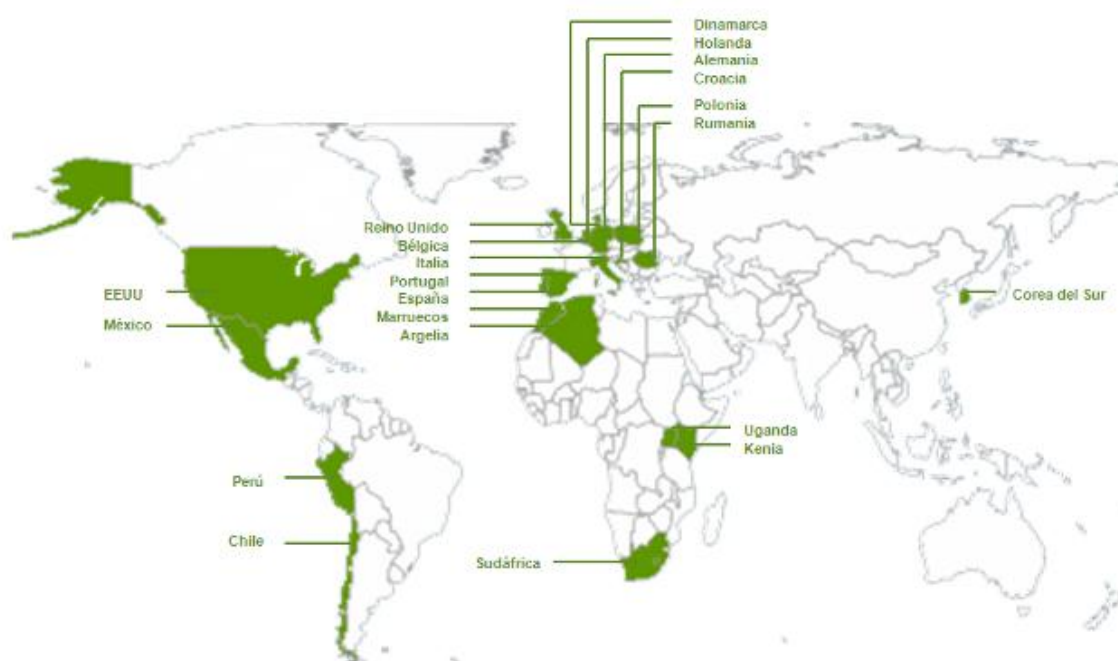 Dinamarca
Holanda
Alemania
Croacia
Polonia
Rumanía
Reino Unido
Bélgica
Italia
Portugal
España
Marruecos
Argelia
EEUU
México
Corea del Sur
Uganda
Kenia
Perú
Chile
Sudáfrica